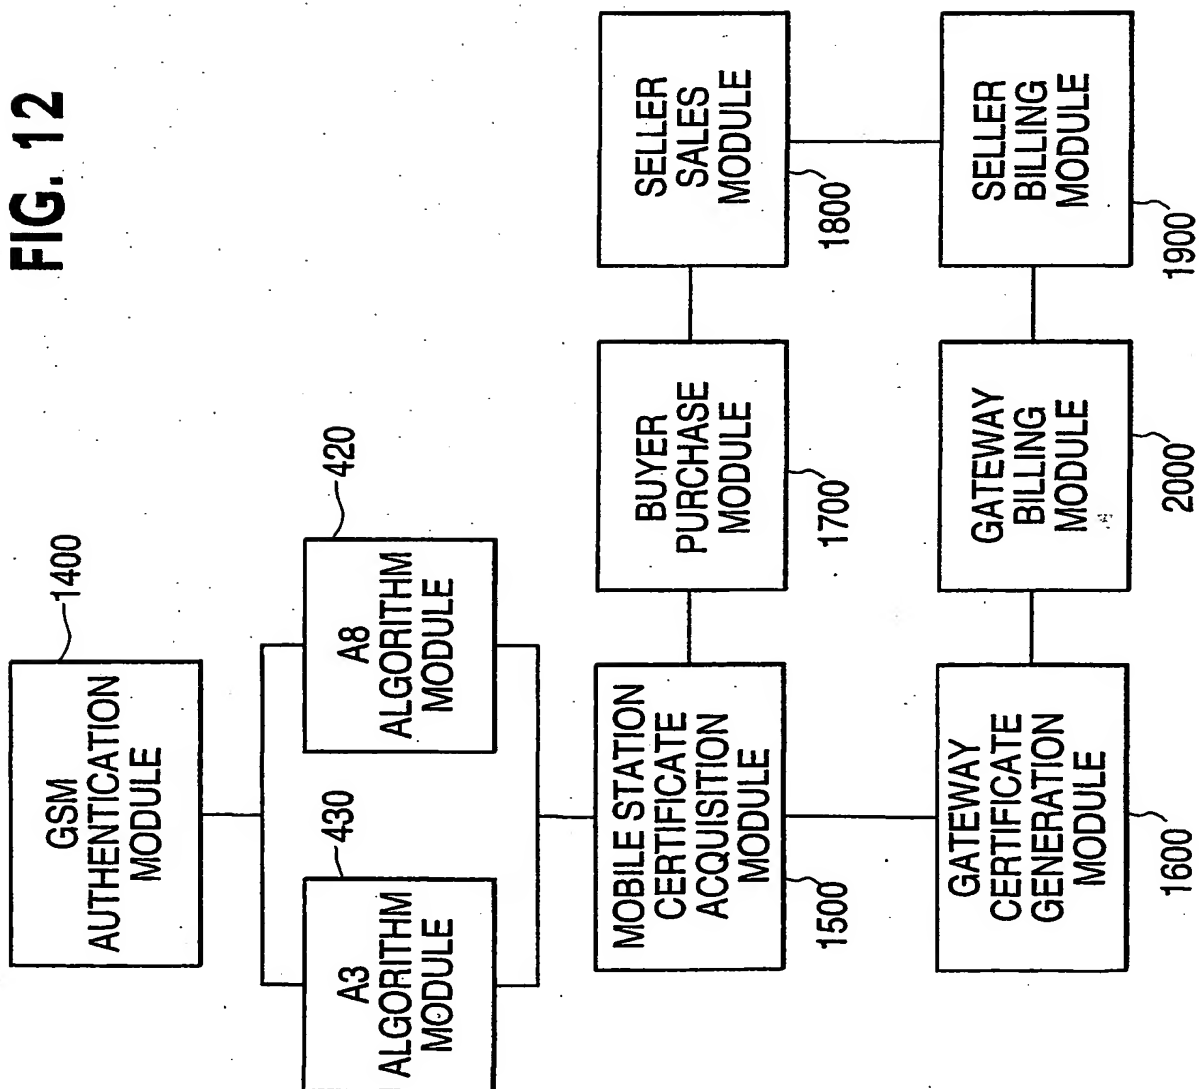 FIG. 12
GSM
AUTHENTICATION
MODULE
1400
A3
ALGORITHM
MODULE
430
A8
ALGORITHM
MODULE
420
MOBILE STATION
CERTIFICATE
ACQUISITION
MODULE
1500
BUYER
PURCHASE
MODULE
1700
SELLER
SALES
MODULE
1800
GATEWAY
CERTIFICATE
GENERATION
MODULE
1600
GATEWAY
BILLING
MODULE
2000
SELLER
BILLING
MODULE
1900